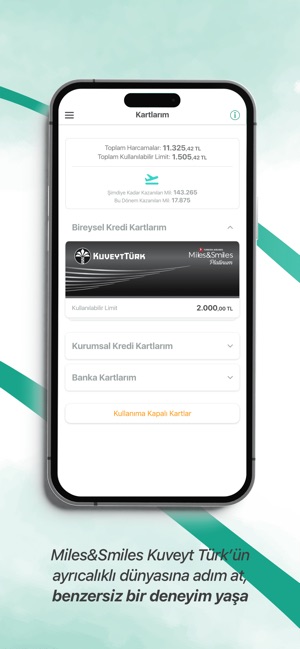 Kartlarım
Toplam Harcamalar: 11.325,42 TL
Toplam Kullanılabilir Limit: 1.505,42 TL
Şimdiye Kadar Kazanılan Mil: 143.265
Bu Dönem Kazanılan Mil: 17.875
Bireysel Kredi Kartlarım
KUVEYTTÜRK
Miles&Smiles
Platinum
Kullanılabilir Limit
2.000,00 TL
Kurumsal Kredi Kartlarım
Banka Kartlarım
Kullanıma Kapalı Kartlar
Miles&Smiles Kuveyt Türk'ün
ayrıcalıklı dünyasına adım at,
benzersiz bir deneyim yaşa